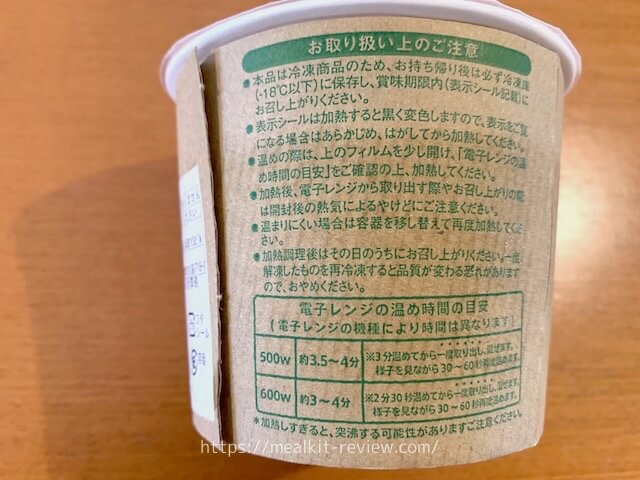 お取り扱い上のご注意
●本品は冷凍商品のため、お持ち帰り後は必ず冷凍庫
(-18℃以下)に保存し、賞味期限内(表示シール記載)に
お召し上がりください。
●表示シールは加熱すると黒く変色しますので、表示をご覧
になる場合はあらかじめ、はがしてから加熱してください。
●温めの際は、上のフィルムを少し開け、「電子レンジの温
め時間の目安」をご確認の上、加熱してください。
●加熱後、電子レンジから取り出す際やお召し上がりの際
は開封後の熱気によるやけどにご注意ください。
●温まりにくい場合は容器を移し替えて再度加熱してくださ
い。
●加熱調理後はその日のうちにお召し上がりください。一度
解凍したものを再冷凍すると品質が変わる恐れがあります
ので、おやめください。
電子レンジの温め時間の目安
(電子レンジの機種により時間は異なります)
500w 約3.5〜4分 ※3分温めてから一度取り出し、混ぜます。
様子を見ながら30〜60秒再度温めます。
600w 約3〜4分 ※2分30秒温めてから一度取り出し、混ぜます。
様子を見ながら30〜60秒再度温めます。
※加熱しすぎると、突沸する可能性がありますご注意ください。
https://mealkit-review.com/